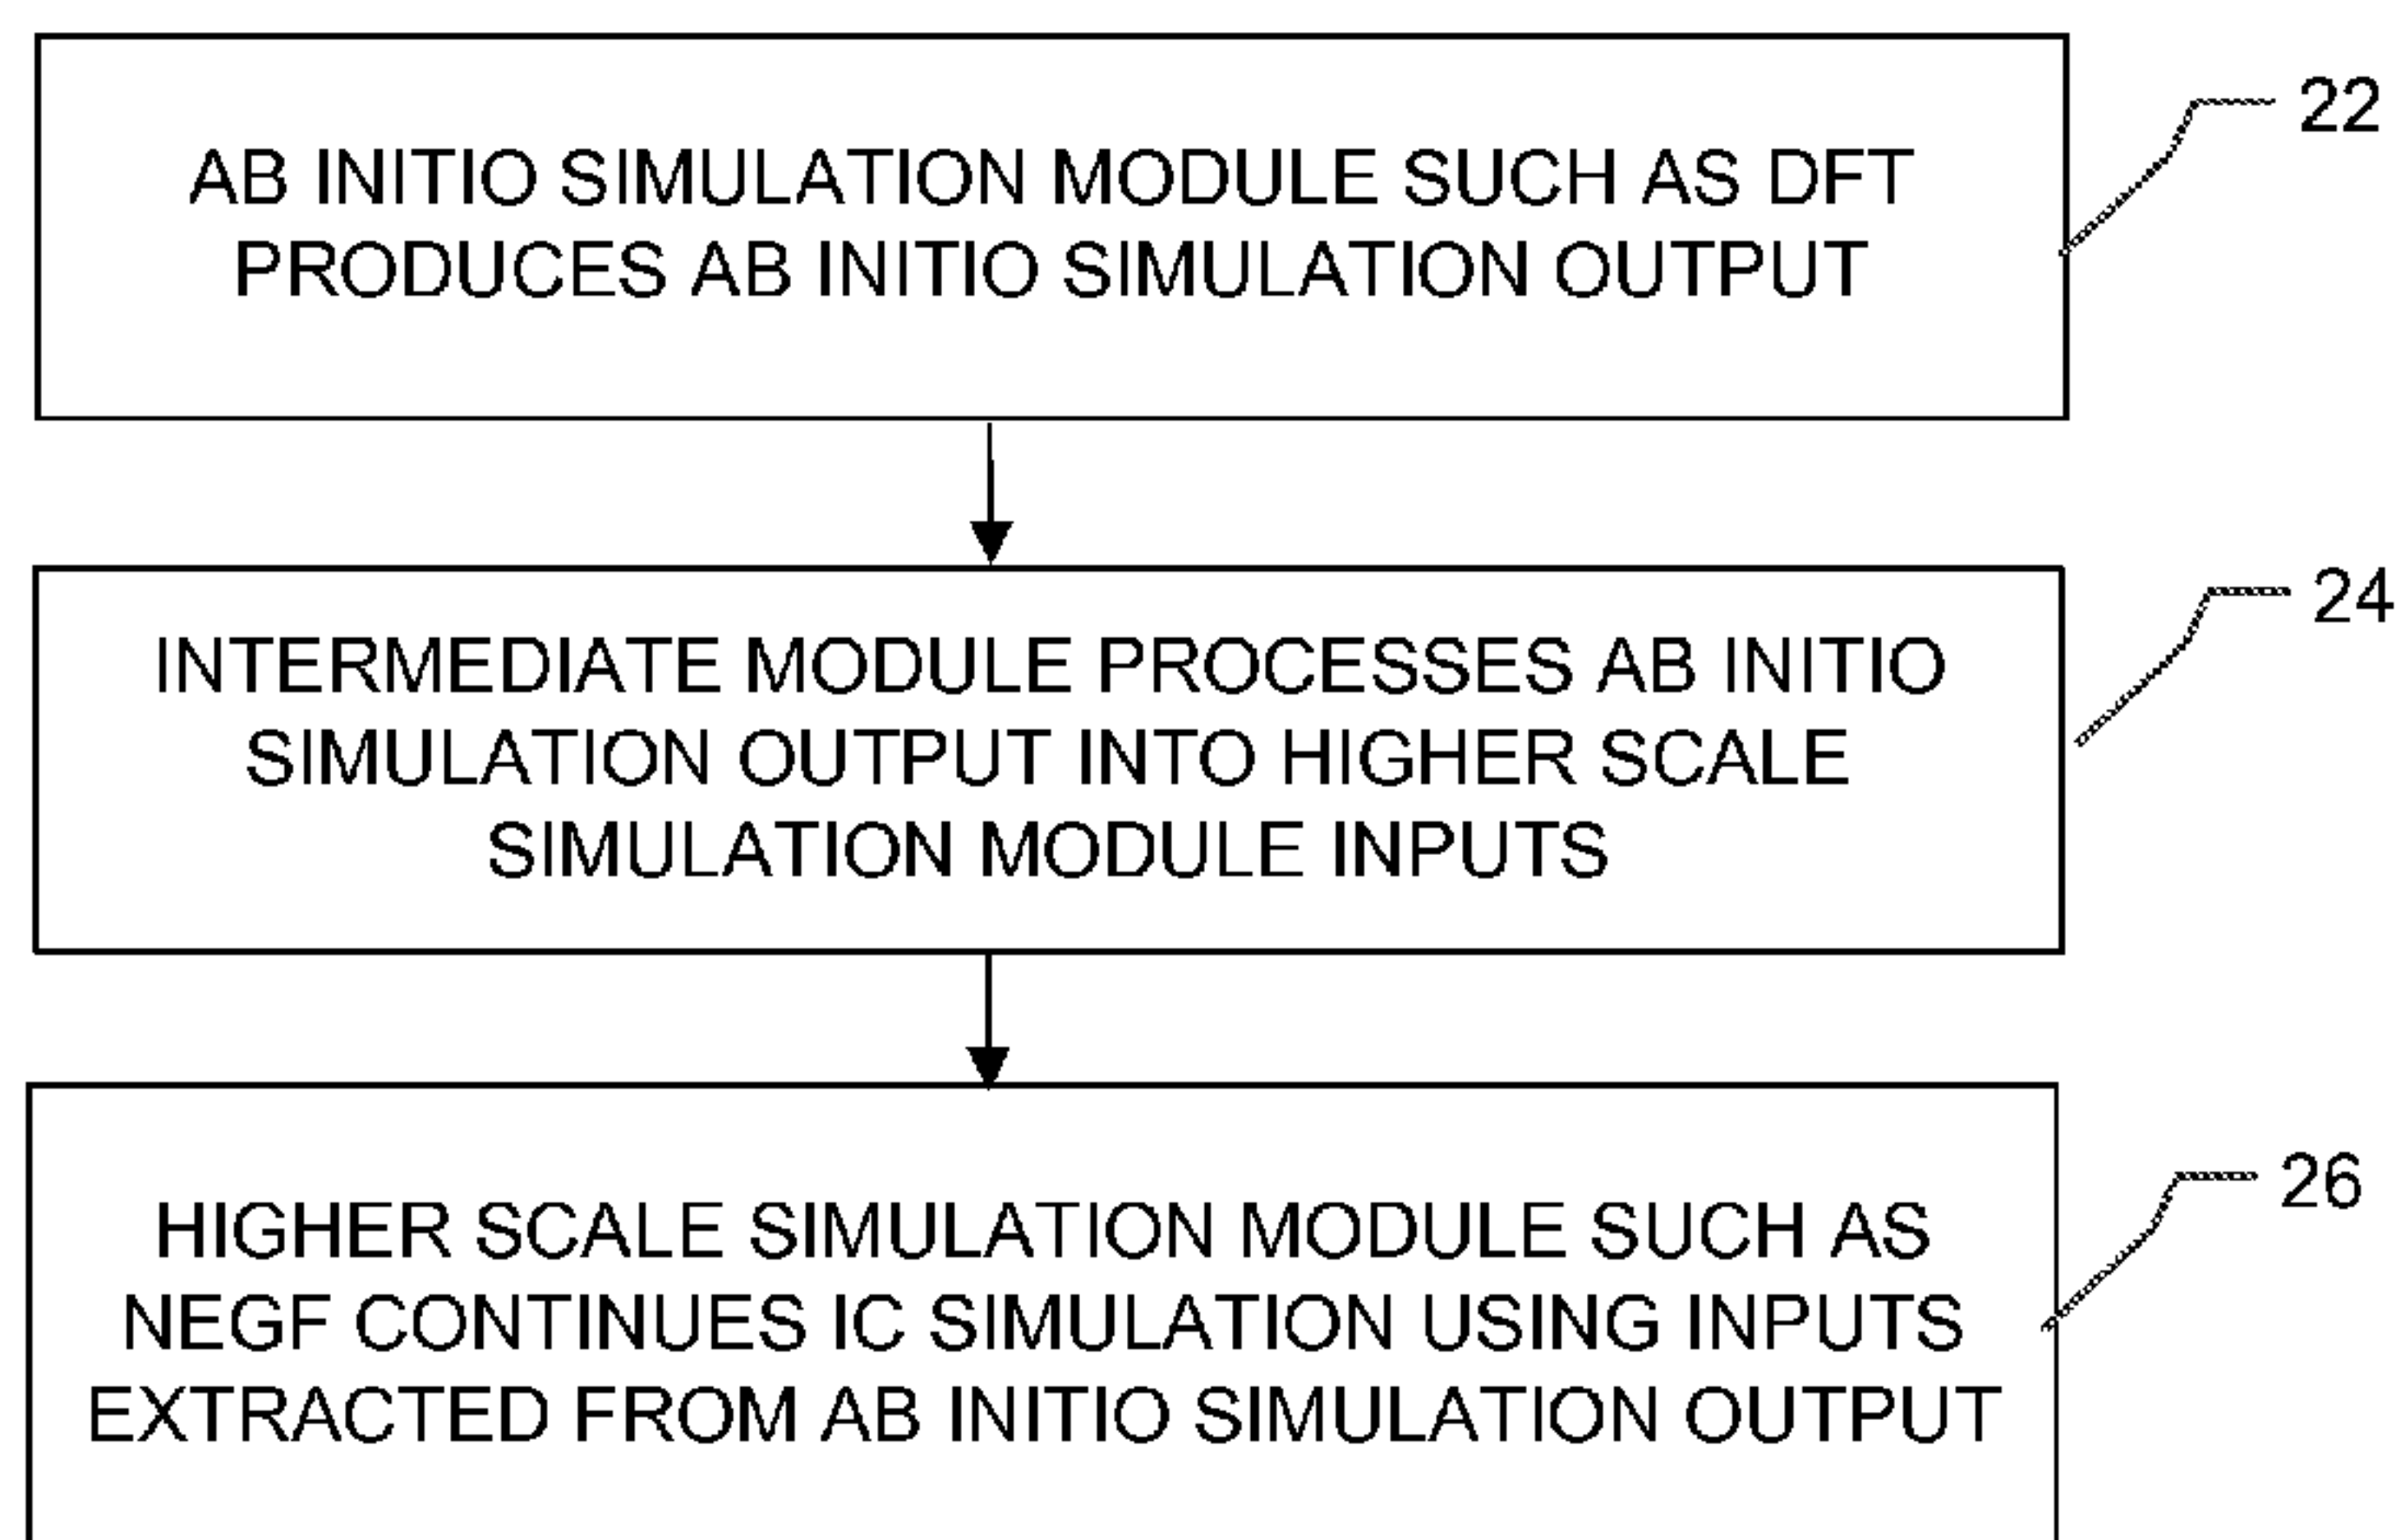 AB INITIO SIMULATION MODULE SUCH AS DFT
PRODUCES AB INITIO SIMULATION OUTPUT
22
INTERMEDIATE MODULE PROCESSES AB INITIO
SIMULATION OUTPUT INTO HIGHER SCALE
SIMULATION MODULE INPUTS
24
HIGHER SCALE SIMULATION MODULE SUCH AS
NEGF CONTINUES IC SIMULATION USING INPUTS
EXTRACTED FROM AB INITIO SIMULATION OUTPUT
26